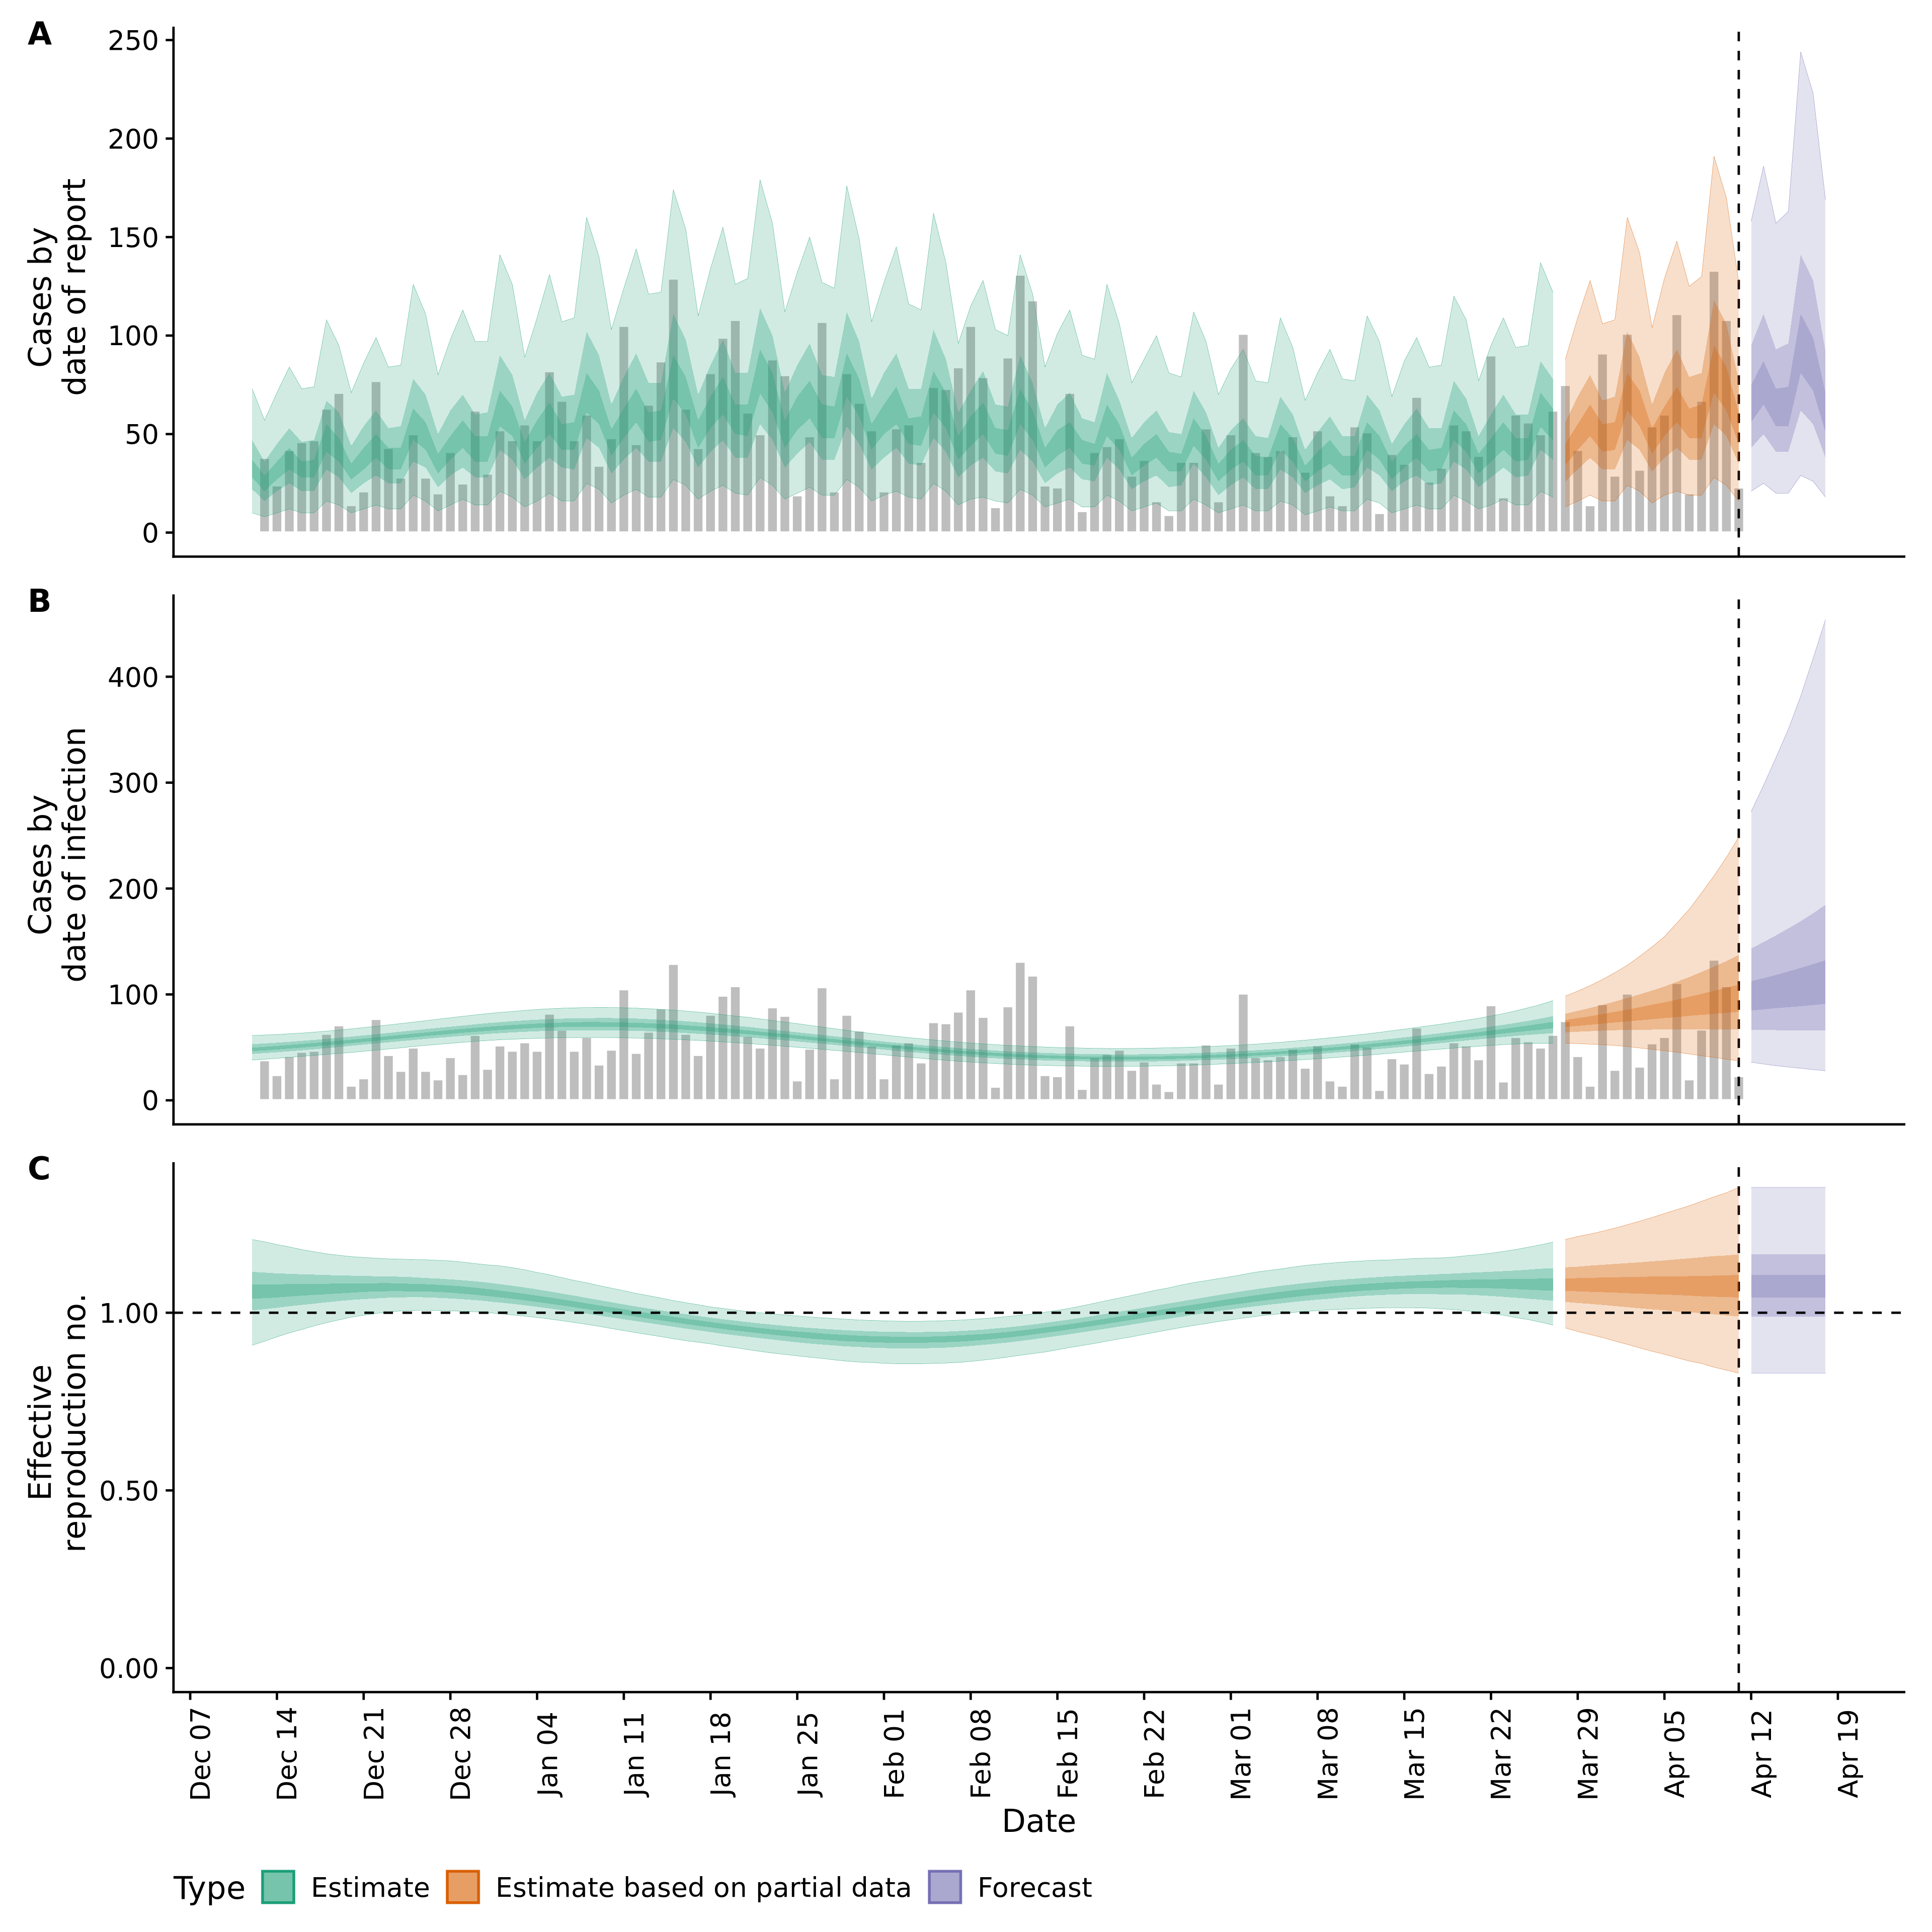 A
250
200
150
100
50
0
Cases by
date of report
B
400
300
200
100
0
Cases by
date of infection
C
1.00
0.50
0.00
Effective
reproduction no.
Dec 07
Dec 14
Dec 21
Dec 28
Jan 04
Jan 11
Jan 18
Jan 25
Feb 01
Feb 08
Feb 15
Feb 22
Mar 01
Mar 08
Mar 15
Mar 22
Mar 29
Apr 05
Apr 12
Apr 19
Date
Type Estimate Estimate based on partial data Forecast